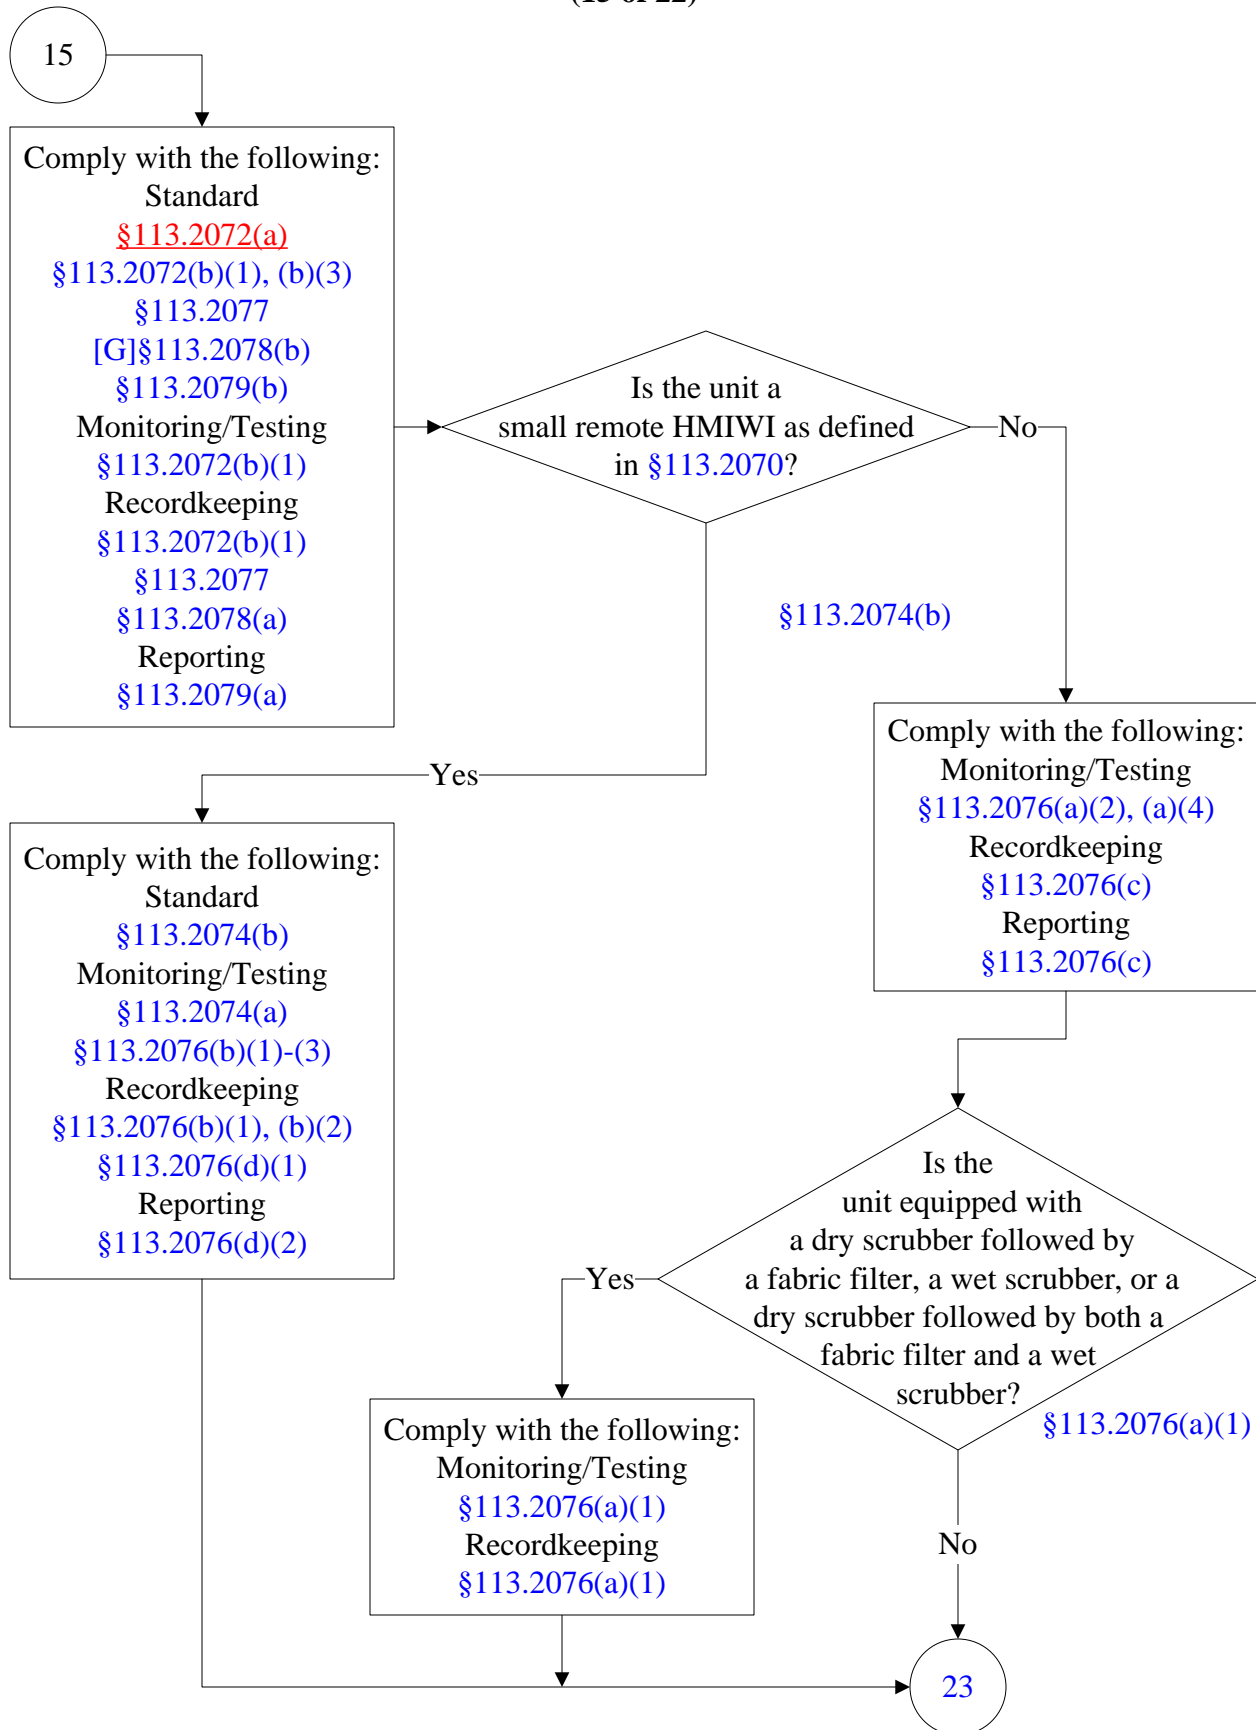 (15 of 22)
15
Comply with the following:
Standard
§113.2072(a)
§113.2072(b)(1), (b)(3)
§113.2077
[G]§113.2078(b)
§113.2079(b)
Monitoring/Testing
§113.2072(b)(1)
Recordkeeping
§113.2072(b)(1)
§113.2077
§113.2078(a)
Reporting
§113.2079(a)
Is the unit a
small remote HMIWI as defined
in §113.2070?
No
§113.2074(b)
Yes
Comply with the following:
Monitoring/Testing
§113.2076(a)(2), (a)(4)
Recordkeeping
§113.2076(c)
Reporting
§113.2076(c)
Comply with the following:
Standard
§113.2074(b)
Monitoring/Testing
§113.2074(a)
§113.2076(b)(1)-(3)
Recordkeeping
§113.2076(b)(1), (b)(2)
§113.2076(d)(1)
Reporting
§113.2076(d)(2)
Is the
unit equipped with
a dry scrubber followed by
a fabric filter, a wet scrubber, or a
dry scrubber followed by both a
fabric filter and a wet
scrubber?
§113.2076(a)(1)
Yes
Comply with the following:
Monitoring/Testing
§113.2076(a)(1)
Recordkeeping
§113.2076(a)(1)
No
23